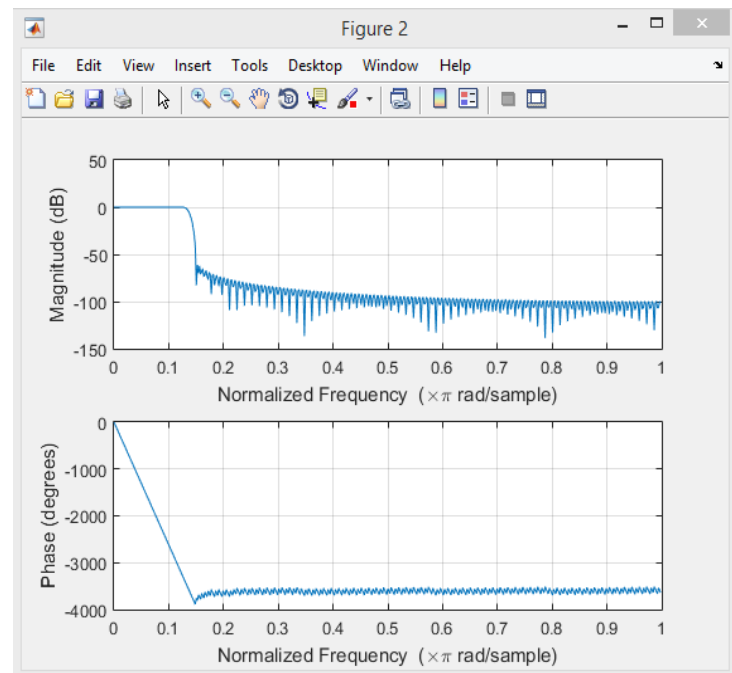 Figure 2
File Edit View Insert Tools Desktop Window Help
50
0
-50
-100
-150
Magnitude (dB)
0 0.1 0.2 0.3 0.4 0.5 0.6 0.7 0.8 0.9 1
Normalized Frequency (×π rad/sample)
0
-1000
-2000
-3000
-4000
Phase (degrees)
0 0.1 0.2 0.3 0.4 0.5 0.6 0.7 0.8 0.9 1
Normalized Frequency (×π rad/sample)